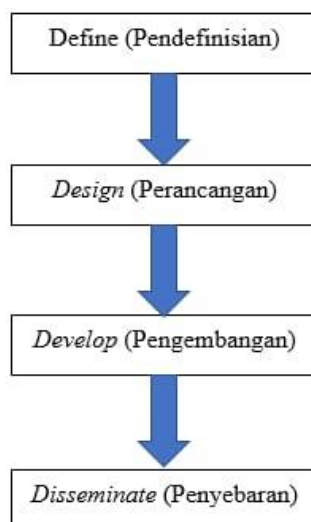 Define (Pendefinisian)
Design (Perancangan)
Develop (Pengembangan)
Disseminate (Penyebaran)